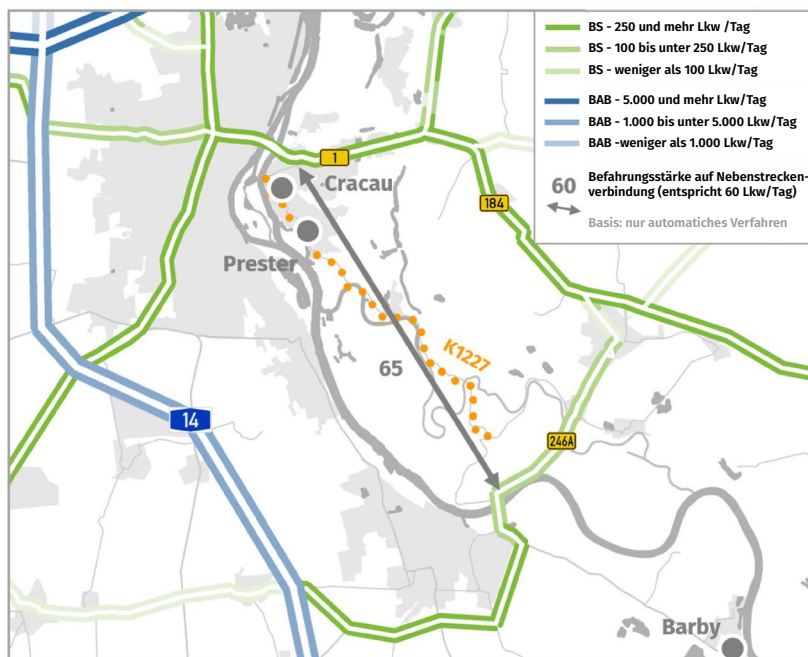 BS - 250 und mehr Lkw /Tag
BS - 100 bis unter 250 Lkw/Tag
BS - weniger als 100 Lkw/Tag
BAB - 5.000 und mehr Lkw/Tag
BAB - 1.000 bis unter 5.000 Lkw/Tag
BAB -weniger als 1.000 Lkw/Tag
60
Befahrungsstärke auf Nebenstrecken-
verbindung (entspricht 60 Lkw/Tag)
Basis: nur automatiches Verfahren
1
Cracau
184
Prester
K1227
65
14
246A
Barby